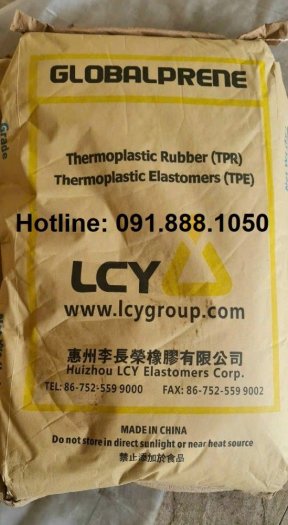 GLOBALPRENE
Grade
Thermoplastic Rubber (TPR)
Thermoplastic Elastomers (TPE)
Hotline: 091.888.1050
LCY
www.lcygroup.com
惠州李長榮橡膠有限公司
Huizhou LCY Elastomers Corp.
TEL: 86-752-559 9000 FAX: 86-752-559 9002
MADE IN CHINA
Do not store in direct sunlight or near heat source
禁止添加於食品